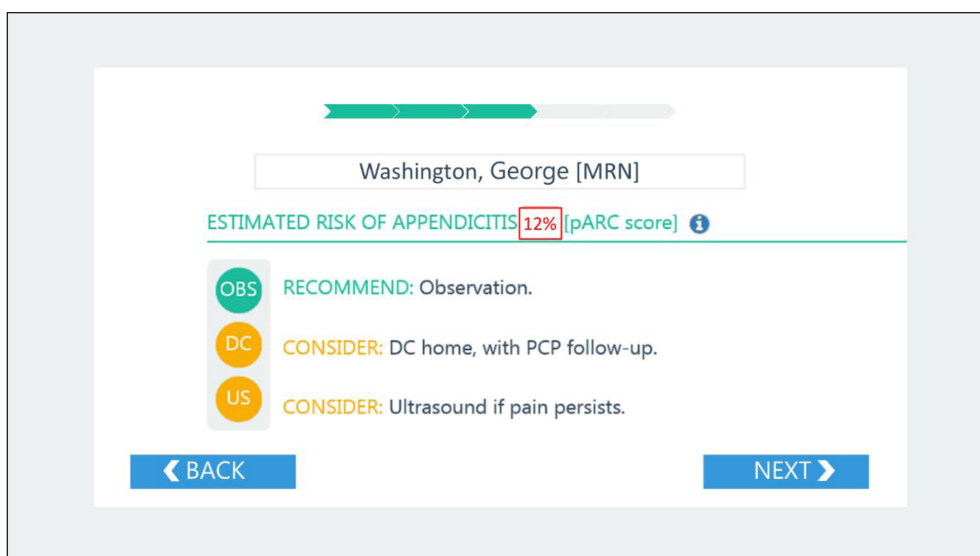 Washington, George [MRN]
ESTIMATED RISK OF APPENDICITIS 12% [pARC score] i
OBS RECOMMEND: Observation.
DC CONSIDER: DC home, with PCP follow-up.
US CONSIDER: Ultrasound if pain persists.
BACK NEXT